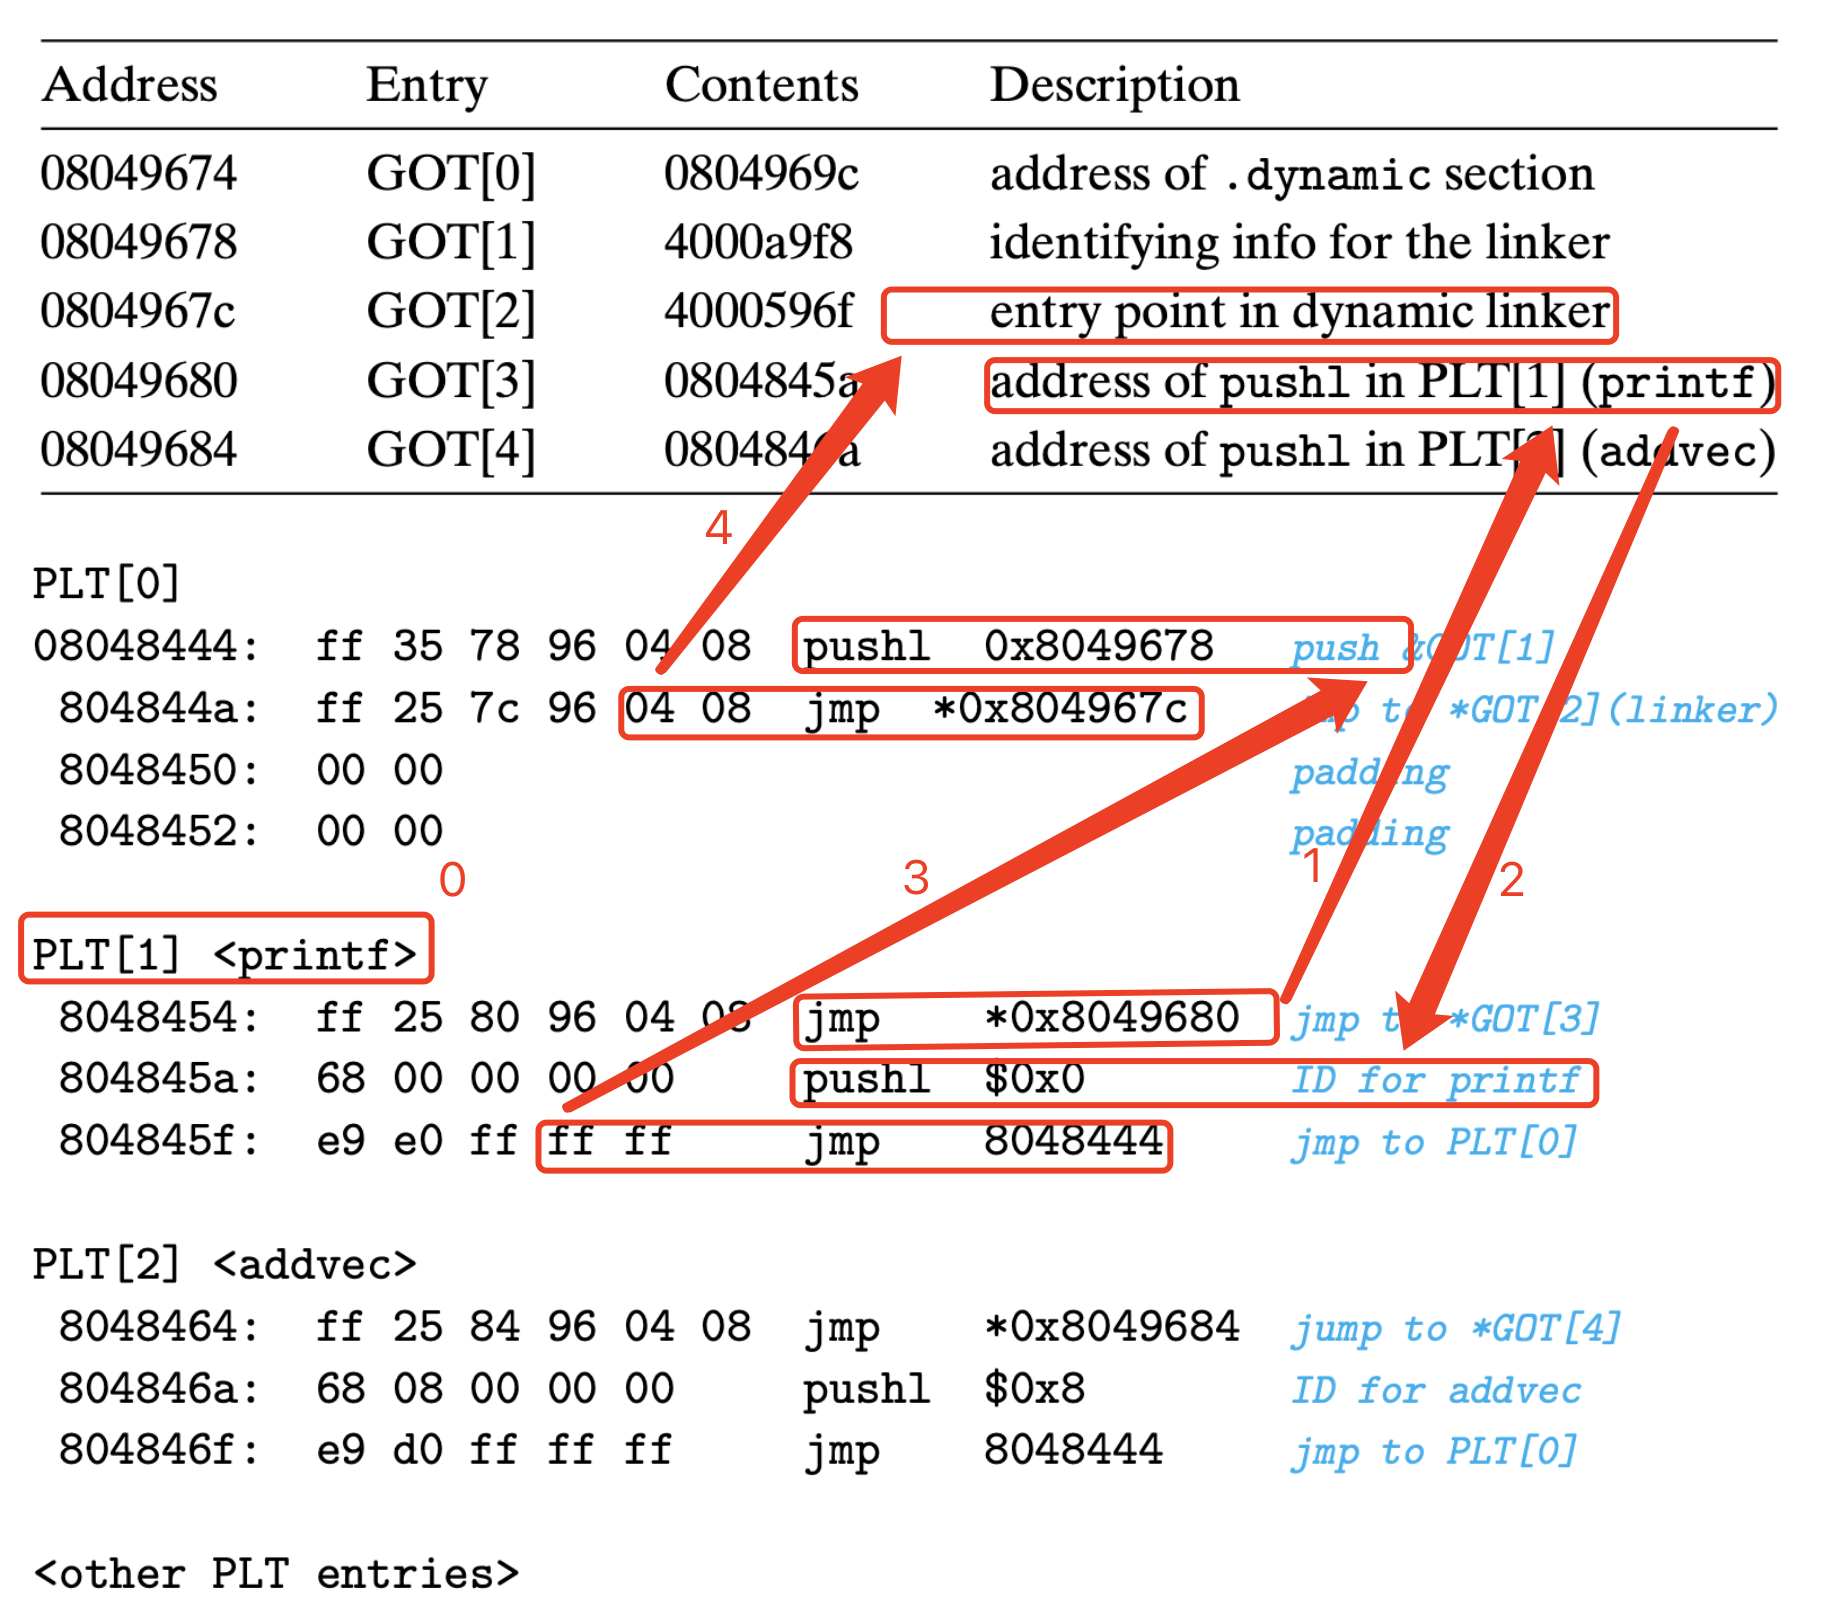 Address Entry Contents Description
08049674 GOT[0] 0804969c address of .dynamic section
08049678 GOT[1] 4000a9f8 identifying info for the linker
0804967c GOT[2] 4000596f entry point in dynamic linker
08049680 GOT[3] 0804845a address of pushl in PLT[1] (printf)
08049684 GOT[4] address of pushl in (addvec)
4
PLT[0]
08048444: ff 35 78 96 04 08 pushl 0x8049678 push &GOT[1]
804844a: ff 25 7c 96 04 08 jmp *0x804967c jmp to *GOT[2](linker)
8048450: 00 00 padding
8048452: 00 00 padding
0 3 1 2
PLT[1] <printf>
8048454: ff 25 80 96 04 08 jmp *0x8049680 jmp to *GOT[3]
804845a: 68 00 00 00 00 pushl $0x0 ID for printf
804845f: e9 e0 ff ff ff jmp 8048444 jmp to PLT[0]
PLT[2] <addvec>
8048464: ff 25 84 96 04 08 jmp *0x8049684 jump to *GOT[4]
804846a: 68 08 00 00 00 pushl $0x8 ID for addvec
804846f: e9 d0 ff ff ff jmp 8048444 jmp to PLT[0]
<other PLT entries>